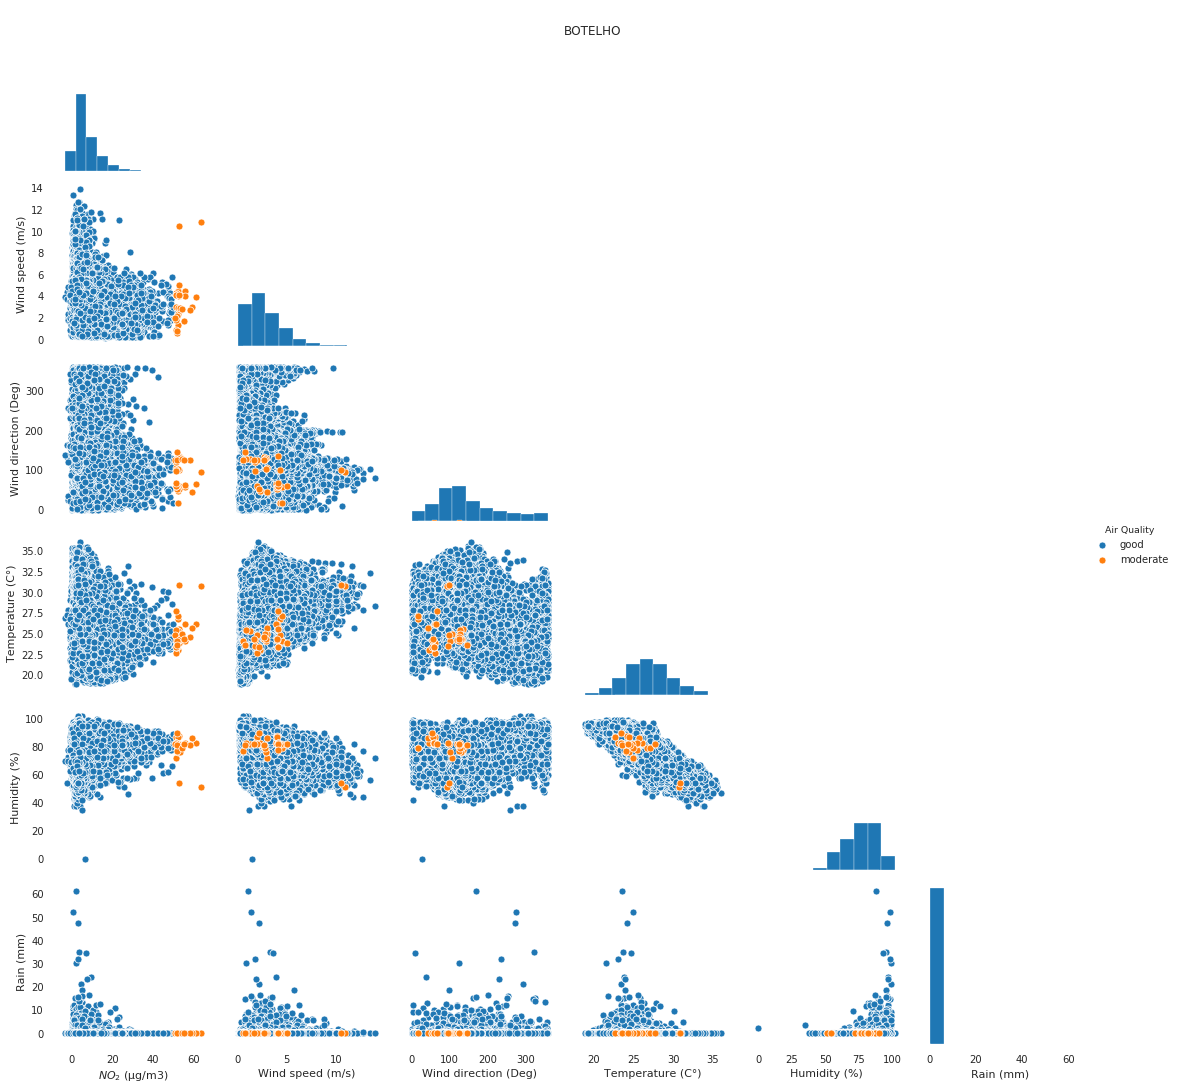 BOTELHO
14
12
10
8
6
4
2
0
Wind speed (m/s)
300
200
100
0
Wind direction (Deg)
35.0
32.5
30.0
27.5
25.0
22.5
20.0
Temperature (C°)
Air Quality
good
moderate
100
80
60
40
20
0
Humidity (%)
60
50
40
30
20
10
0
Rain (mm)
0 20 40 60
0 5 10
0 100 200 300
20 25 30 35
0 25 50 75 100
0 20 40 60
NO₂ (μg/m3)
Wind speed (m/s)
Wind direction (Deg)
Temperature (C°)
Humidity (%)
Rain (mm)